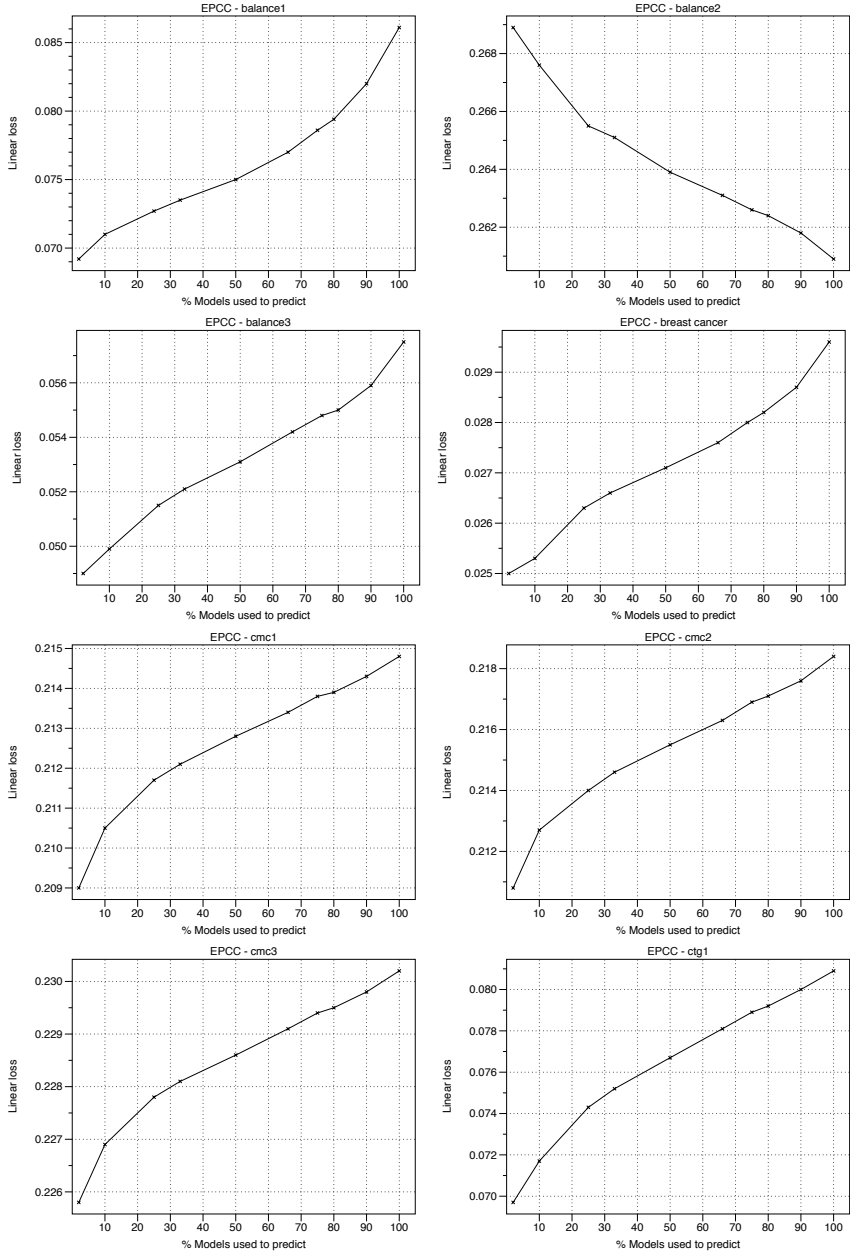 EPCC - balance1
0.085
0.080
0.075
0.070
Linear loss
10 20 30 40 50 60 70 80 90 100
% Models used to predict
EPCC - balance2
0.268
0.266
0.264
0.262
Linear loss
10 20 30 40 50 60 70 80 90 100
% Models used to predict
EPCC - balance3
0.056
0.054
0.052
0.050
Linear loss
10 20 30 40 50 60 70 80 90 100
% Models used to predict
EPCC - breast cancer
0.029
0.028
0.027
0.026
0.025
Linear loss
10 20 30 40 50 60 70 80 90 100
% Models used to predict
EPCC - cmc1
0.215
0.214
0.213
0.212
0.211
0.210
0.209
Linear loss
10 20 30 40 50 60 70 80 90 100
% Models used to predict
EPCC - cmc2
0.218
0.216
0.214
0.212
Linear loss
10 20 30 40 50 60 70 80 90 100
% Models used to predict
EPCC - cmc3
0.230
0.229
0.228
0.227
0.226
Linear loss
10 20 30 40 50 60 70 80 90 100
% Models used to predict
EPCC - ctg1
0.080
0.078
0.076
0.074
0.072
0.070
Linear loss
10 20 30 40 50 60 70 80 90 100
% Models used to predict